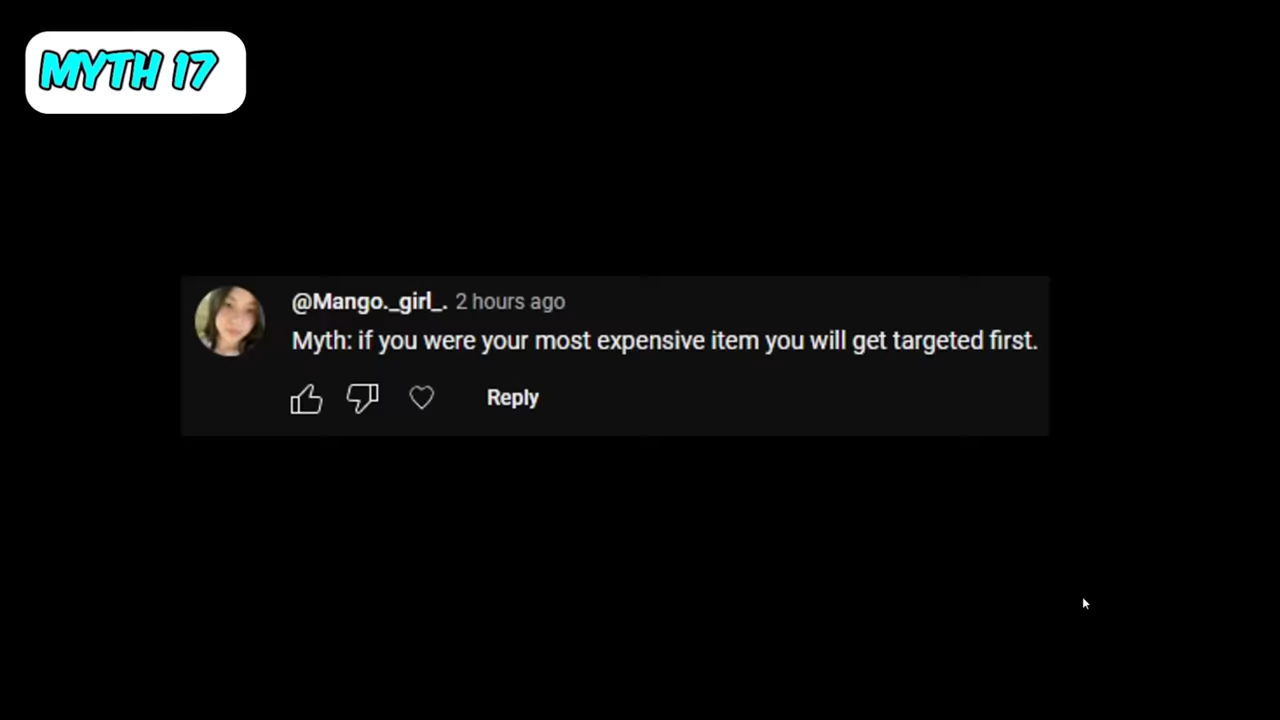 MYTH 17
@Mango._girl_. 2 hours ago
Myth: if you were your most expensive item you will get targeted first.
Reply